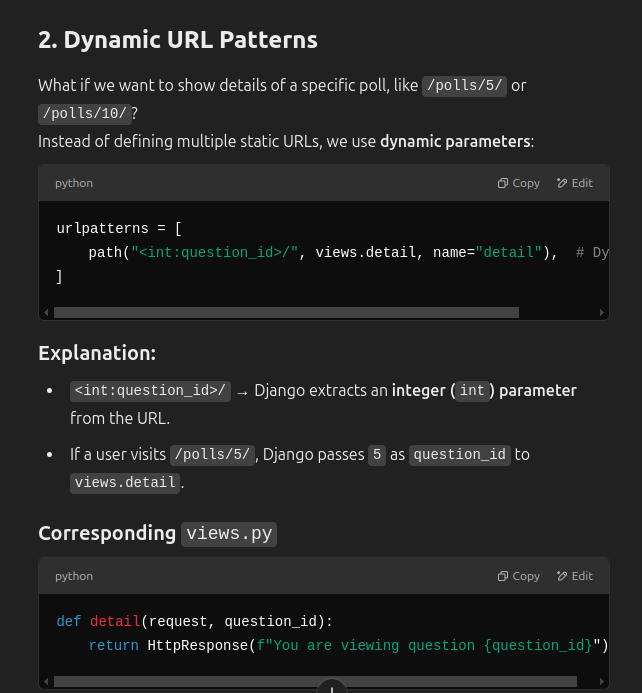 2. Dynamic URL Patterns
What if we want to show details of a specific poll, like /polls/5/ or
/polls/10/?
Instead of defining multiple static URLs, we use dynamic parameters:
python Copy Edit
urlpatterns = [
    path("<int:question_id>/", views.detail, name="detail"),  # Dy
]
Explanation:
• <int:question_id>/ → Django extracts an integer (int) parameter
from the URL.
• If a user visits /polls/5/, Django passes 5 as question_id to
views.detail.
Corresponding views.py
python Copy Edit
def detail(request, question_id):
    return HttpResponse(f"You are viewing question {question_id}")